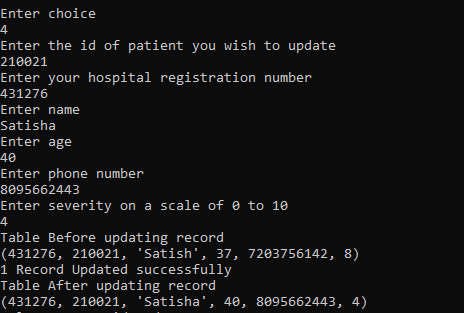 Enter choice
4
Enter the id of patient you wish to update
210021
Enter your hospital registration number
431276
Enter name
Satisha
Enter age
40
Enter phone number
8095662443
Enter severity on a scale of 0 to 10
4
Table Before updating record
(431276, 210021, 'Satish', 37, 7203756142, 8)
1 Record Updated successfully
Table After updating record
(431276, 210021, 'Satisha', 40, 8095662443, 4)